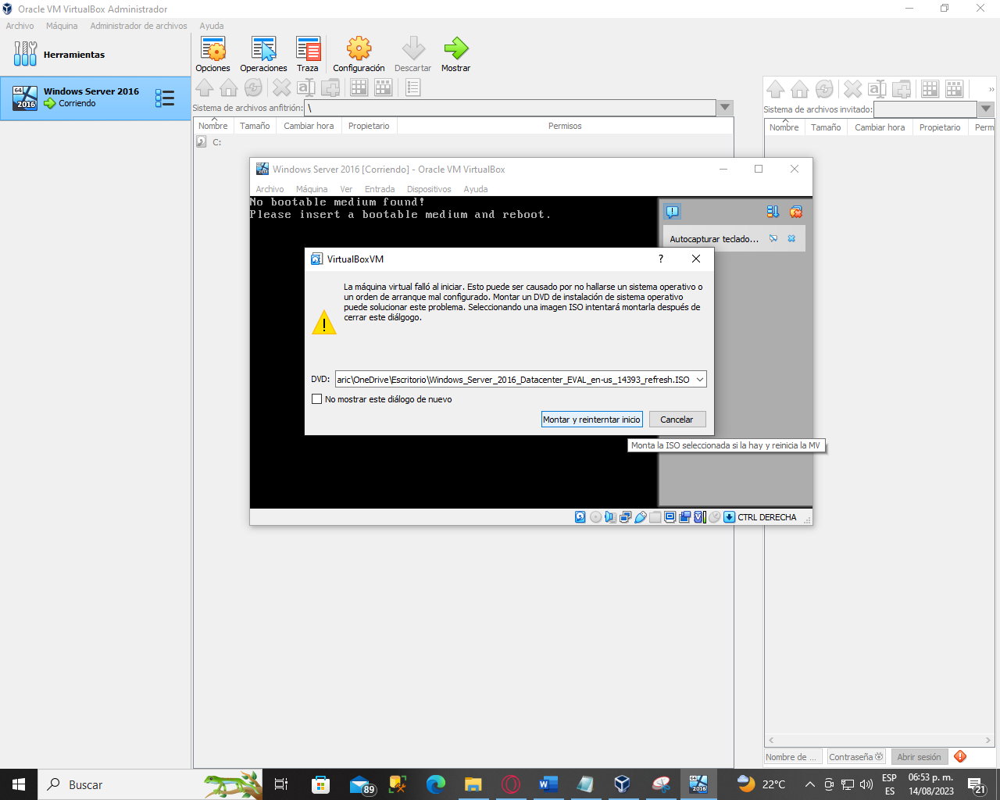 Oracle VM VirtualBox Administrador
Archivo Máquina Administrador de archivos Ayuda
Herramientas
Opciones Operaciones Traza Configuración Descartar Mostrar
64
2016
Windows Server 2016
Corriendo
Sistema de archivos anfitrión: \
Nombre Tamaño Cambiar hora Propietario Permisos
C:
»
Sistema de archivos invitado:
Nombre Tamaño Cambiar hora Propietario Perm
Windows Server 2016 [Corriendo] - Oracle VM VirtualBox
Archivo Máquina Ver Entrada Dispositivos Ayuda
No bootable medium found!
Please insert a bootable medium and reboot.
Autocapturar teclado...
VirtualBoxVM
?
La máquina virtual falló al iniciar. Esto puede ser causado por no hallarse un sistema operativo o
un orden de arranque mal configurado. Montar un DVD de instalación de sistema operativo
puede solucionar este problema. Seleccionando una imagen ISO intentará montarla después de
cerrar este diálgogo.
DVD: aric\OneDrive\Escritorio\Windows_Server_2016_Datacenter_EVAL_en-us_14393_refresh.ISO
No mostrar este diálogo de nuevo
Montar y reinterntar inicio Cancelar
Monta la ISO seleccionada si la hay y reinicia la MV
CTRL DERECHA
Nombre de ... Contraseña Abrir sesión
Buscar
89
2016
22°C
ESP
ES
06:53 p. m.
14/08/2023
21